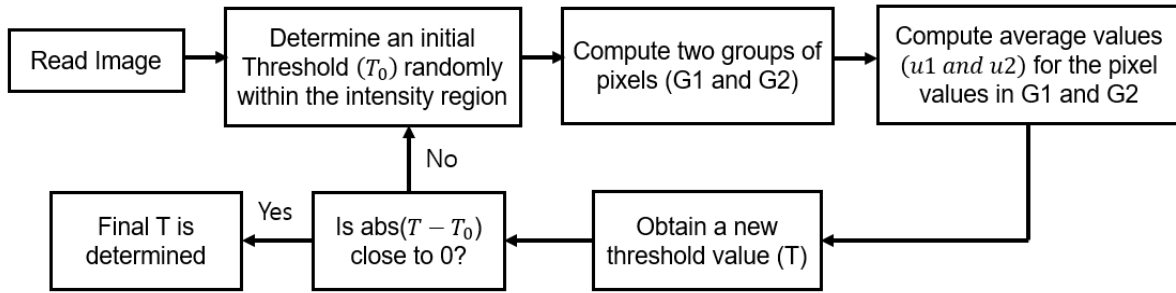 Read Image
Determine an initial
Threshold (T₀) randomly
within the intensity region
Compute two groups of
pixels (G1 and G2)
Compute average values
(u1 and u2) for the pixel
values in G1 and G2
Obtain a new
threshold value (T)
Is abs(T − T₀)
close to 0?
No
Yes
Final T is
determined